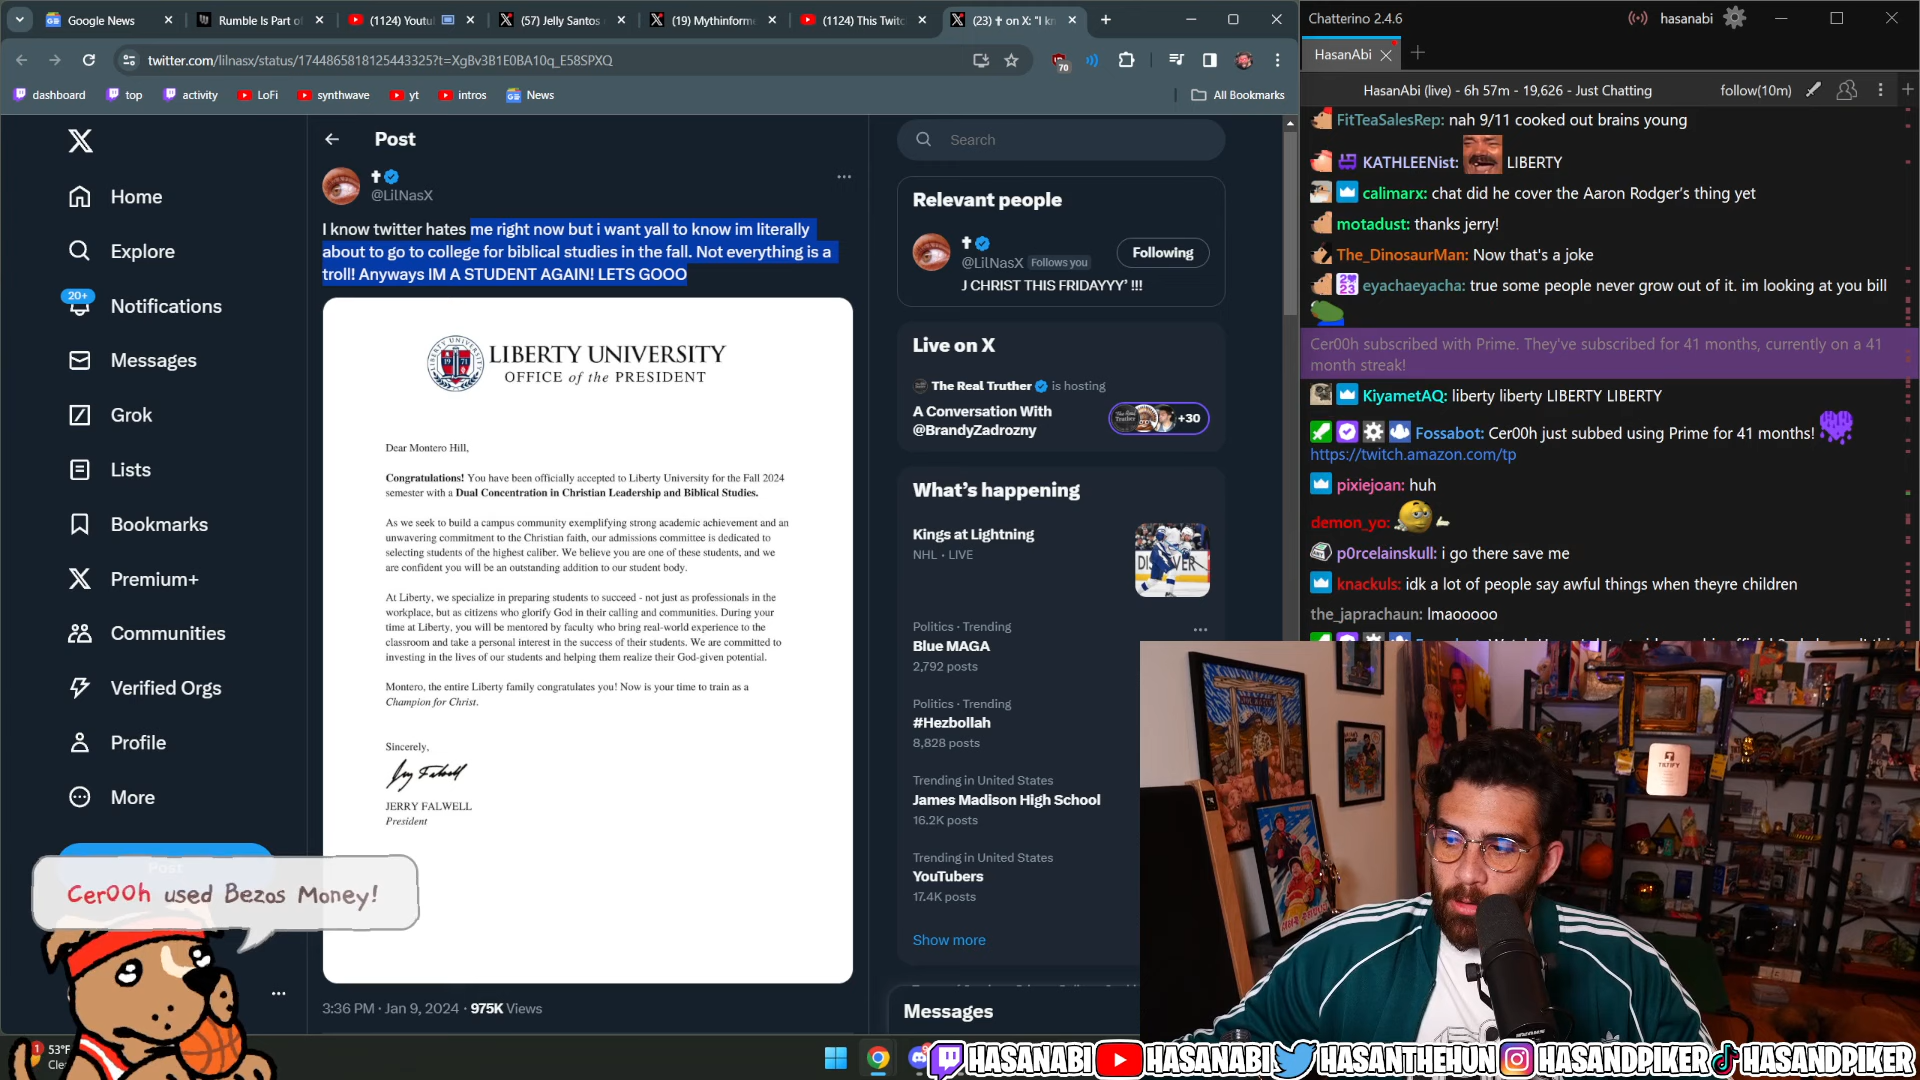 Google News
Rumble Is Part of
(1124) Youtu
(57) Jelly Santos
(19) Mythinform
(1124) This Twitc
(23) ✝ on X: "I kn
twitter.com/lilnasx/status/1744865818125443325?t=XgBv3B1E0BA10q_E58SPXQ
70
dashboard
top
activity
LoFi
synthwave
yt
intros
News
All Bookmarks
Home
Explore
20+
Notifications
Messages
Grok
Lists
Bookmarks
Premium+
Communities
Verified Orgs
Profile
More
Post
Cer00h used Bezos Money!
53°F
Post
✝
@LilNasX
I know twitter hates me right now but i want yall to know im literally
about to go to college for biblical studies in the fall. Not everything is a
troll! Anyways IM A STUDENT AGAIN! LETS GOOO
LIBERTY UNIVERSITY
OFFICE of the PRESIDENT
1971
Dear Montero Hill,
Congratulations! You have been officially accepted to Liberty University for the Fall 2024
semester with a Dual Concentration in Christian Leadership and Biblical Studies.
As we seek to build a campus community exemplifying strong academic achievement and an
unwavering commitment to the Christian faith, our admissions committee is dedicated to
selecting students of the highest caliber. We believe you are one of these students, and we
are confident you will be an outstanding addition to our student body.
At Liberty, we specialize in preparing students to succeed - not just as professionals in the
workplace, but as citizens who glorify God in their calling and communities. During your
time at Liberty, you will be mentored by faculty who bring real-world experience to the
classroom and take a personal interest in the success of their students. We are committed to
investing in the lives of our students and helping them realize their God-given potential.
Montero, the entire Liberty family congratulates you! Now is your time to train as a
Champion for Christ.
Sincerely,
Jerry Falwell
JERRY FALWELL
President
3:36 PM · Jan 9, 2024 · 975K Views
Search
Relevant people
✝
@LilNasX Follows you
Following
J CHRIST THIS FRIDAYYY' !!!
Live on X
The Real Truther is hosting
A Conversation With
@BrandyZadrozny
+30
What's happening
Kings at Lightning
NHL · LIVE
Politics · Trending
Blue MAGA
2,792 posts
Politics · Trending
#Hezbollah
8,828 posts
Trending in United States
James Madison High School
16.2K posts
Trending in United States
YouTubers
17.4K posts
Show more
Messages
Chatterino 2.4.6
hasanabi
HasanAbi
HasanAbi (live) - 6h 57m - 19,626 - Just Chatting
follow(10m)
FitTeaSalesRep: nah 9/11 cooked out brains young
KATHLEENist: LIBERTY
calimarx: chat did he cover the Aaron Rodger's thing yet
motadust: thanks jerry!
The_DinosaurMan: Now that's a joke
eyachaeyacha: true some people never grow out of it. im looking at you bill
Cer00h subscribed with Prime. They've subscribed for 41 months, currently on a 41
month streak!
KiyametAQ: liberty liberty LIBERTY LIBERTY
Fossabot: Cer00h just subbed using Prime for 41 months!
https://twitch.amazon.com/tp
pixiejoan: huh
demon_yo:
p0rcelainskull: i go there save me
knackuls: idk a lot of people say awful things when theyre children
the_japrachaun: lmaooooo
TILTIFY
HASANABI
HASANABI
HASANTHEHUN
HASANDPIKER
HASANDPIKER